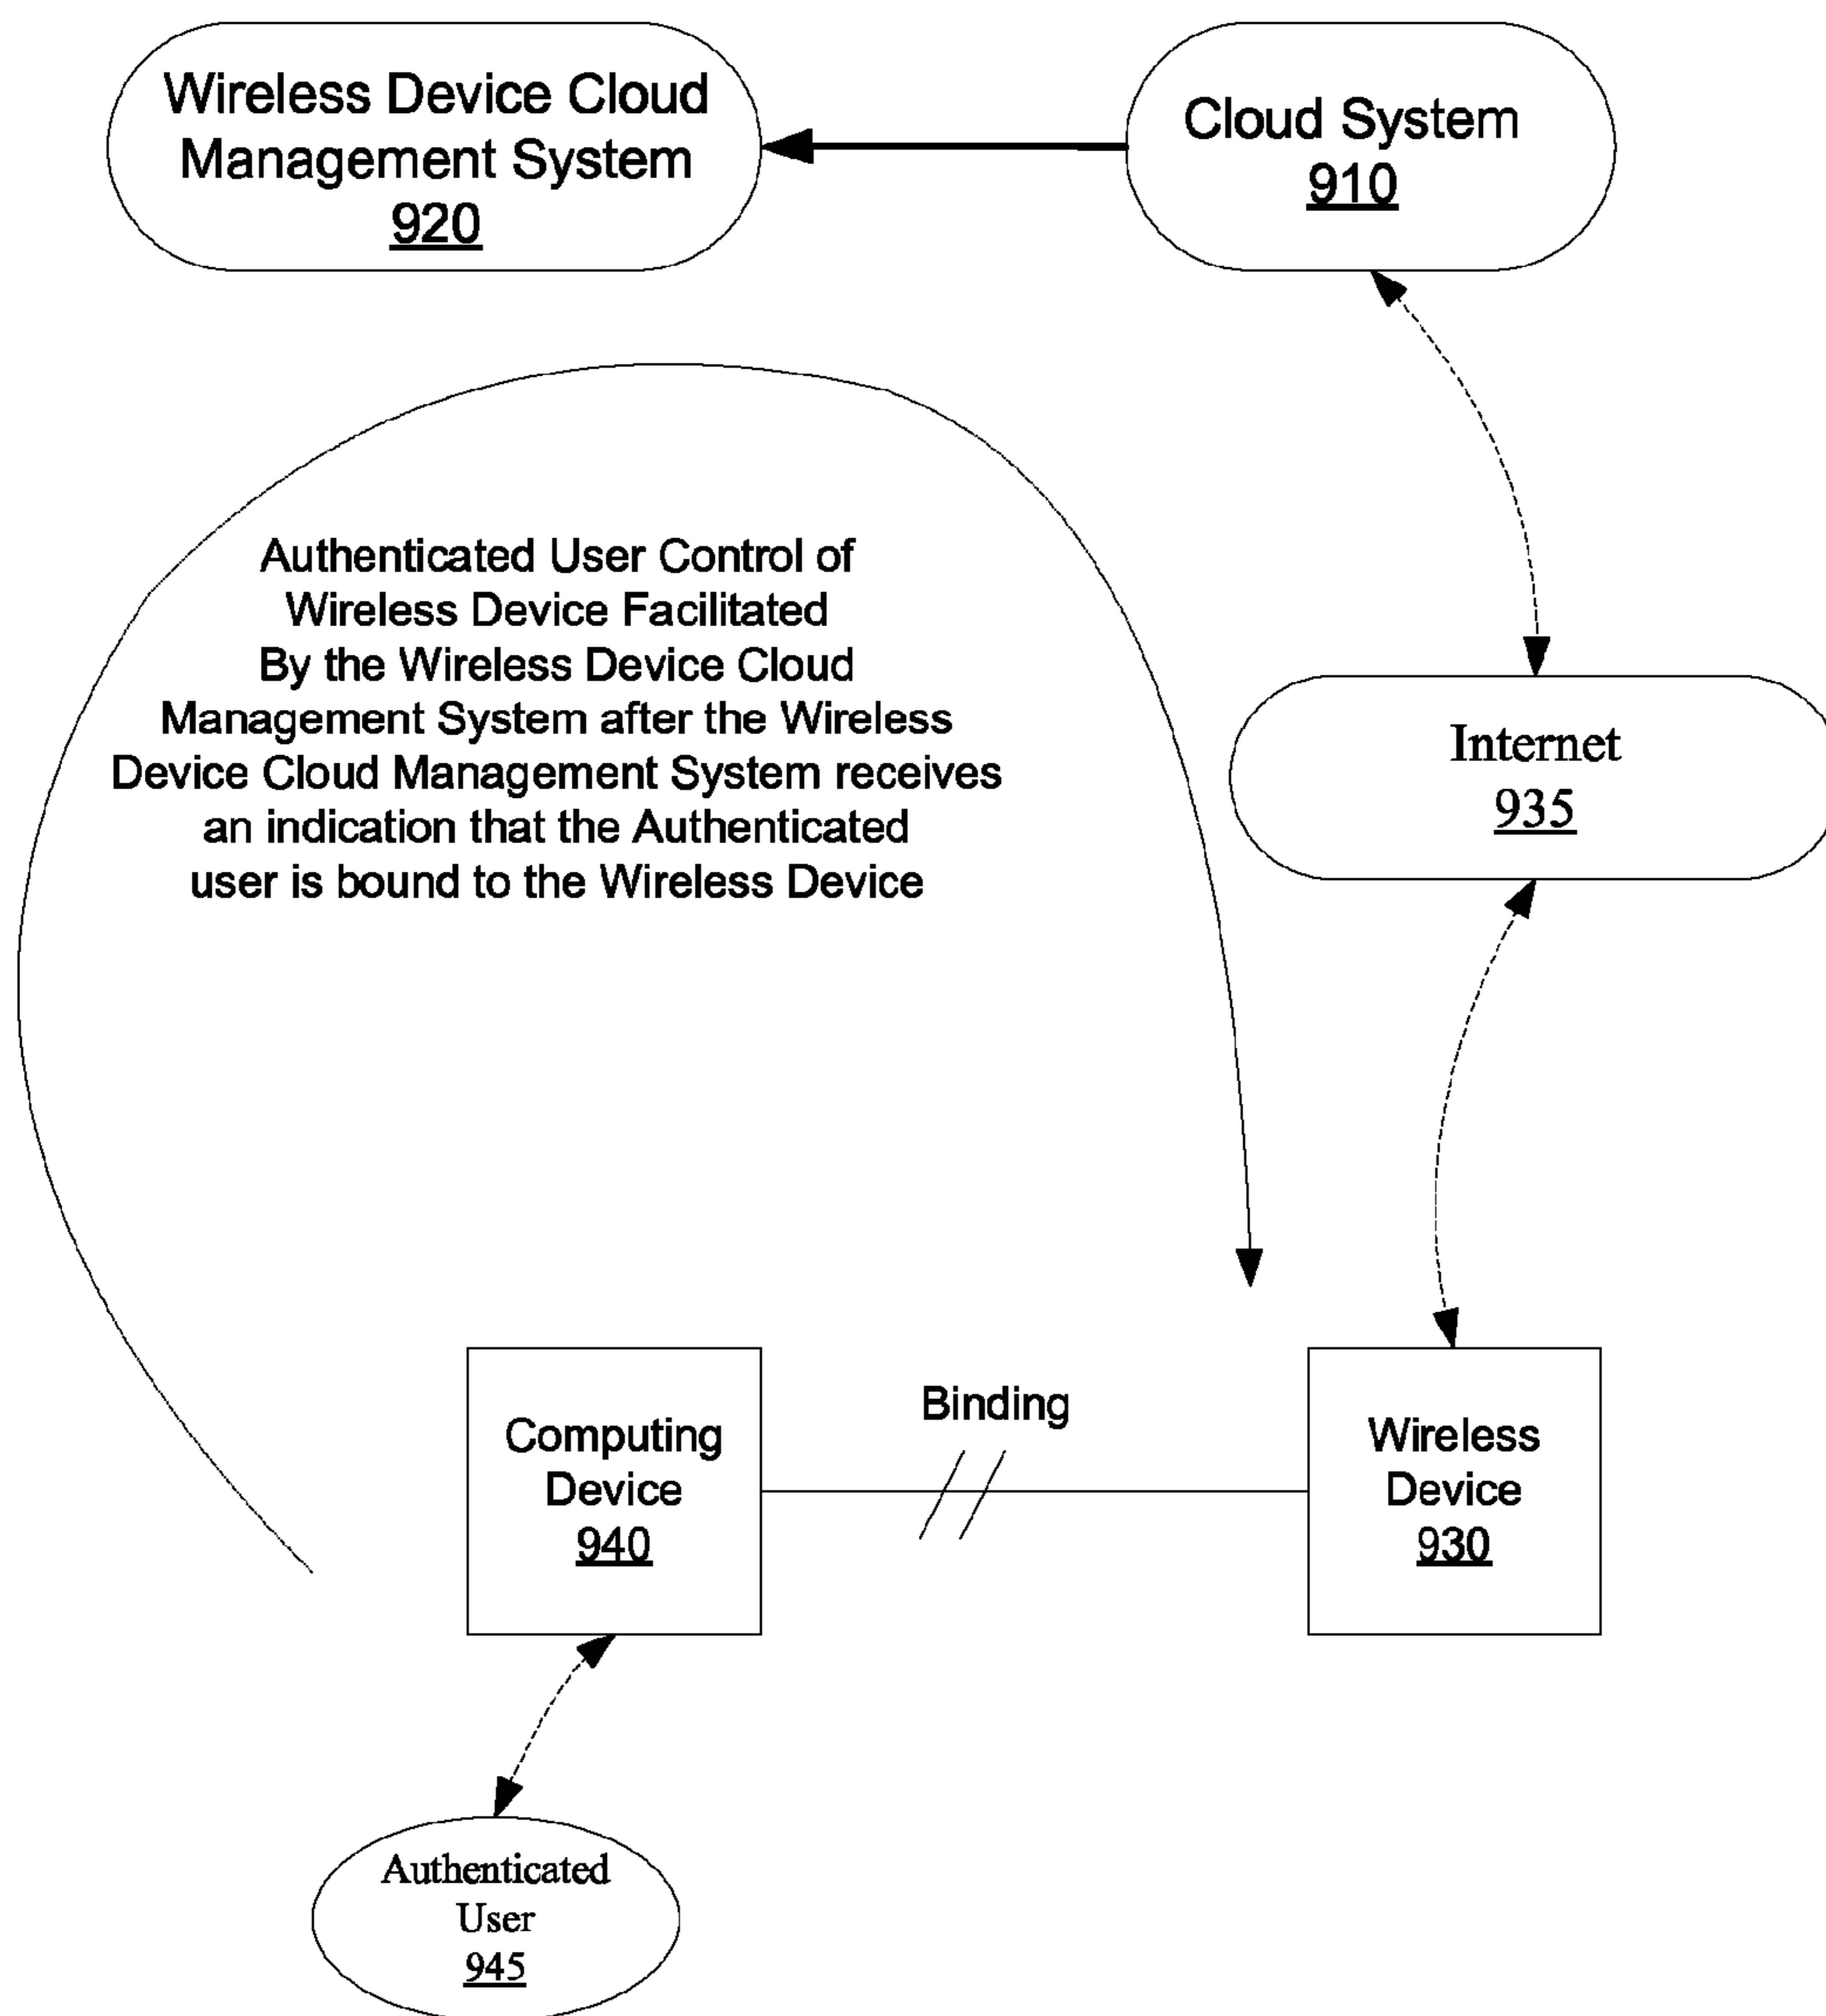 Wireless Device Cloud
Management System
920
Cloud System
910
Authenticated User Control of
Wireless Device Facilitated
By the Wireless Device Cloud
Management System after the Wireless
Device Cloud Management System receives
an indication that the Authenticated
user is bound to the Wireless Device
Internet
935
Computing
Device
940
Binding
Wireless
Device
930
Authenticated
User
945